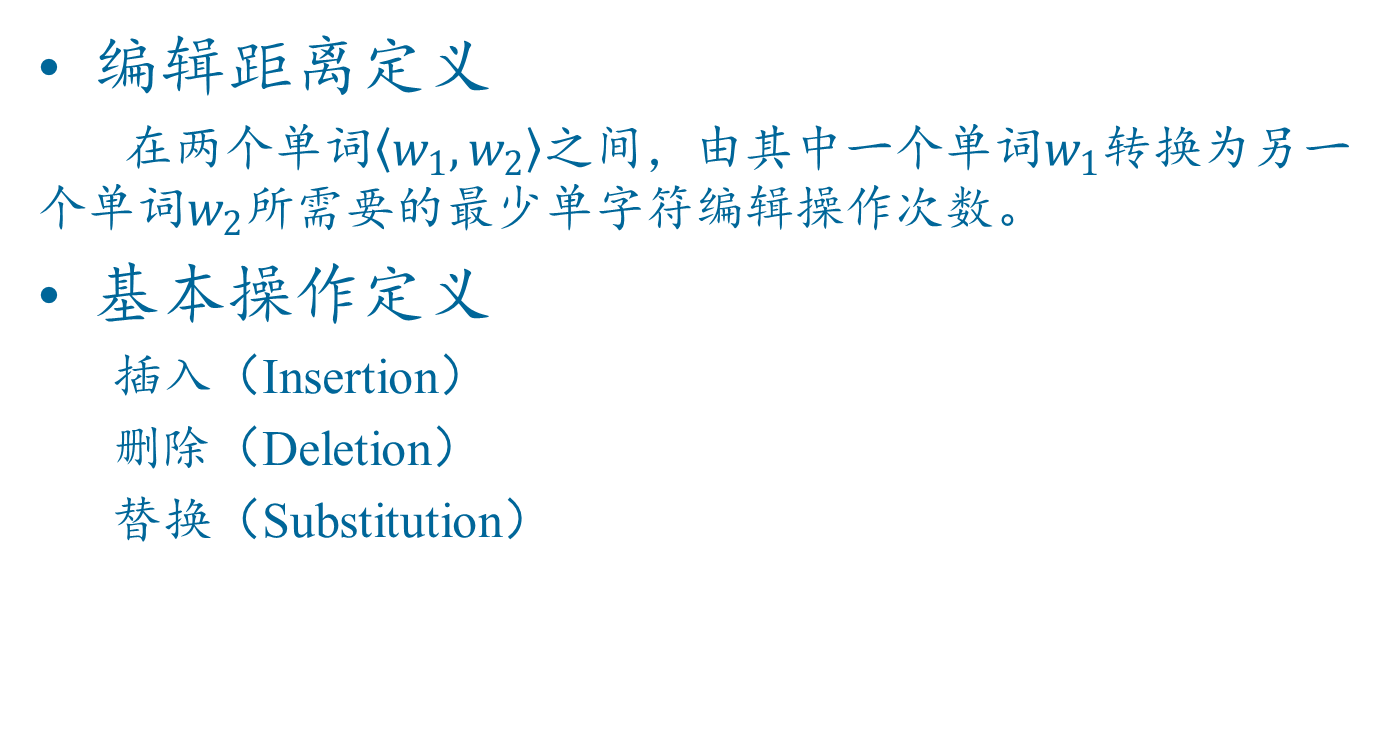 • 编辑距离定义
在两个单词⟨w₁, w₂⟩之间，由其中一个单词w₁转换为另一
个单词w₂所需要的最少单字符编辑操作次数。
• 基本操作定义
插入（Insertion）
删除（Deletion）
替换（Substitution）